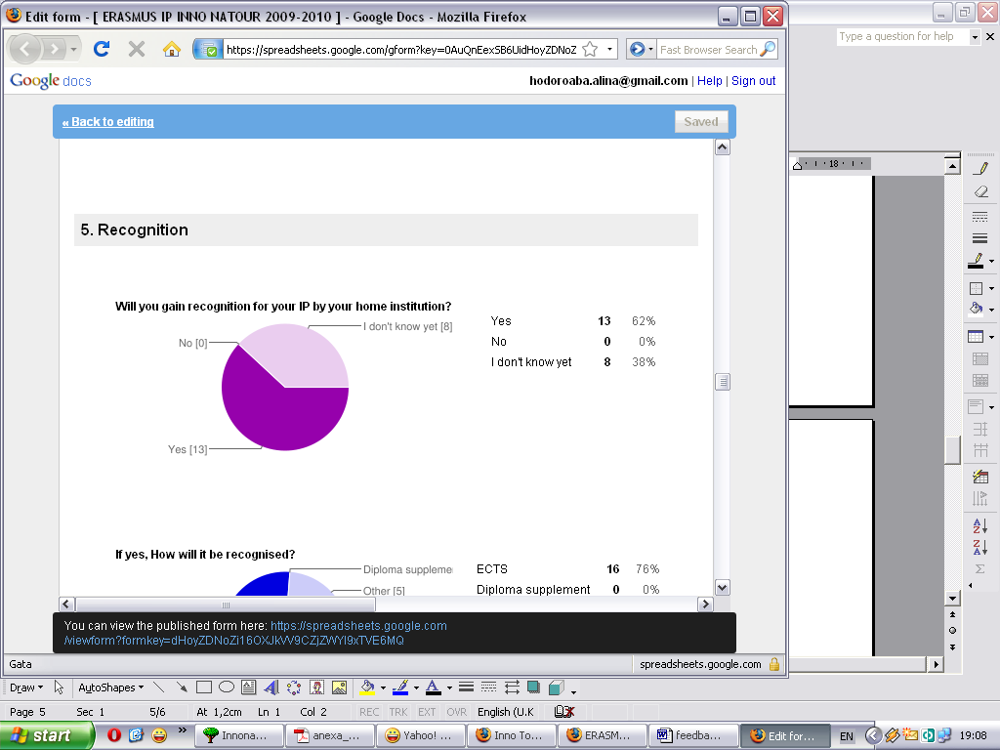 Edit form - [ ERASMUS IP INNO NATOUR 2009-2010 ] - Google Docs - Mozilla Firefox
Type a question for help
https://spreadsheets.google.com/gform?key=0AuQnEexSB6UidHoyZDNoZ
Fast Browser Search
Google docs
hodoroaba.alina@gmail.com | Help | Sign out
« Back to editing
Saved
18
5. Recognition
Will you gain recognition for your IP by your home institution?
I don't know yet [8]
No [0]
Yes [13]
Yes 13 62%
No 0 0%
I don't know yet 8 38%
If yes, How will it be recognised?
Diploma suppleme
Other [5]
ECTS 16 76%
Diploma supplement 0 0%
You can view the published form here: https://spreadsheets.google.com
Gata
spreadsheets.google.com
Draw AutoShapes
Page 5 Sec 1 5/6 At 1,2cm Ln 1 Col 2 REC TRK EXT OVR English (U.K
start
Innona...
anexa_...
Yahoo! ...
Inno To...
ERASM...
feedba...
Edit for...
EN
19:08